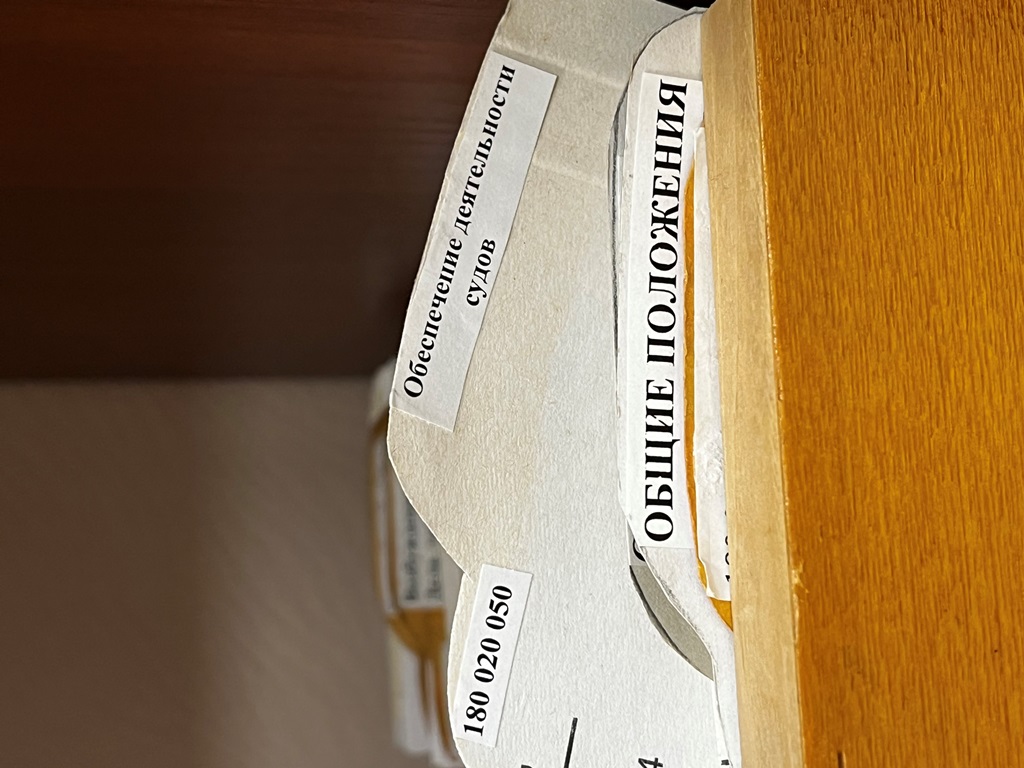 180 020 050
Обеспечение деятельности
судов
ОБЩИЕ ПОЛОЖЕНИЯ